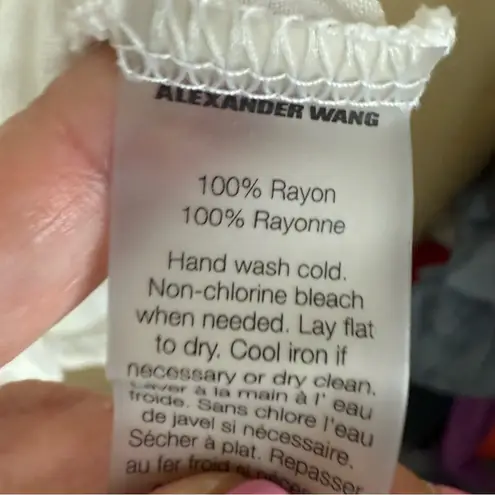 ALEXANDER WANG
100% Rayon
100% Rayonne
Hand wash cold.
Non-chlorine bleach
when needed. Lay flat
to dry. Cool iron if
necessary or dry clean.
Laver à la main à l' eau
froide. Sans chlore l'eau
de javel si nécessaire.
Sécher à plat. Repasser
au fer froid si